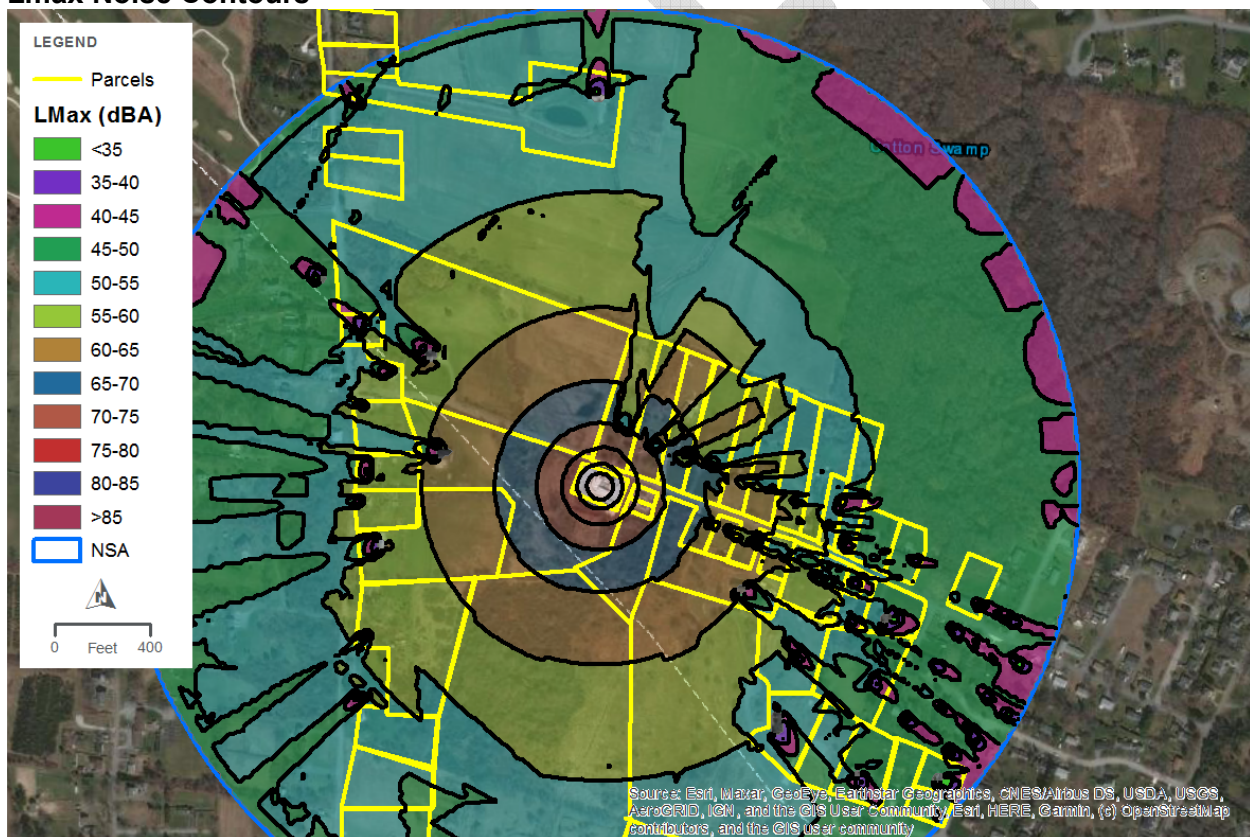 Lmax Noise Contours
LEGEND
Parcels
LMax (dBA)
<35
35-40
40-45
45-50
50-55
55-60
60-65
65-70
70-75
75-80
80-85
>85
NSA
N
0 Feet 400
Cotton Swamp
Source: Esri, Maxar, GeoEye, Earthstar Geographics, CNES/Airbus DS, USDA, USGS,
AeroGRID, IGN, and the GIS User Community, Esri, HERE, Garmin, (c) OpenStreetMap
contributors, and the GIS user community